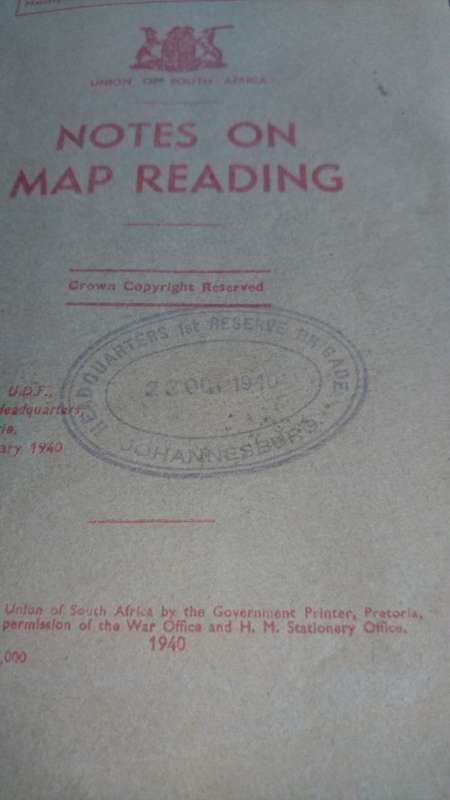 UNION OF SOUTH AFRICA
NOTES ON
MAP READING
Crown Copyright Reserved
HEADQUARTERS 1st RESERVE BRIGADE
22 OCT 1940
JOHANNESBURG
U.D.F.,
Headquarters,
ria,
ary 1940
Union of South Africa by the Government Printer, Pretoria,
permission of the War Office and H. M. Stationery Office.
1940
,000